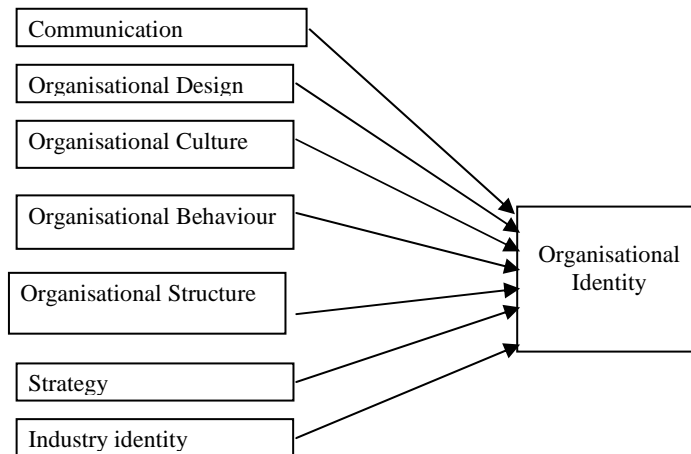 Communication
Organisational Design
Organisational Culture
Organisational Behaviour
Organisational Structure
Strategy
Industry identity
Organisational
Identity